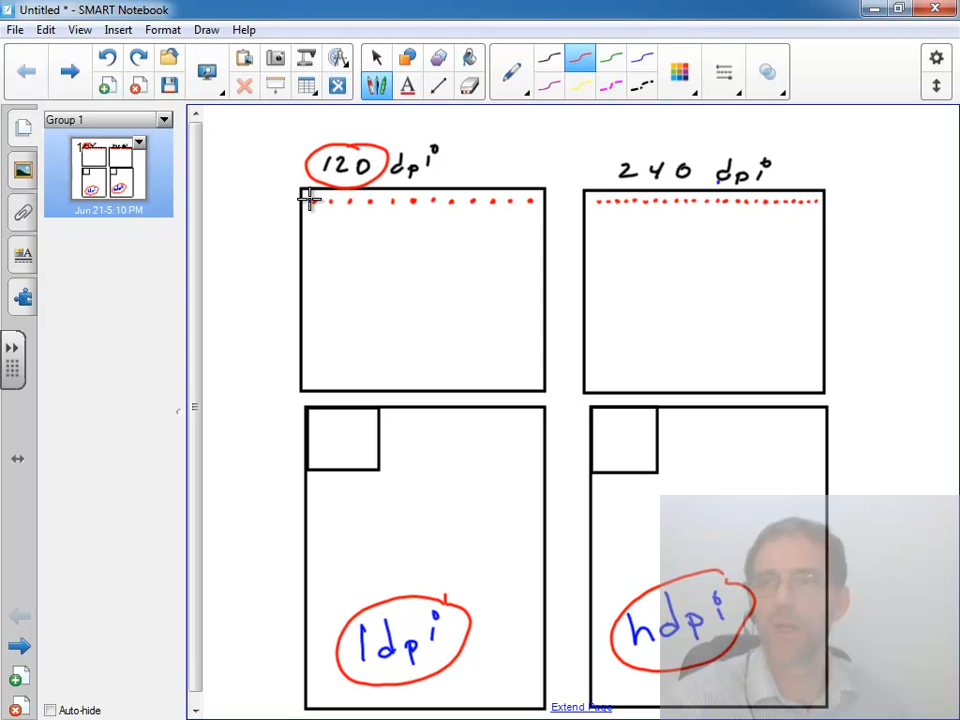 Untitled * - SMART Notebook
File Edit View Insert Format Draw Help
Group 1
Jun 21-5:10 PM
120 dpi
240 dpi
ldpi
hdpi
Extend Page
Auto-hide